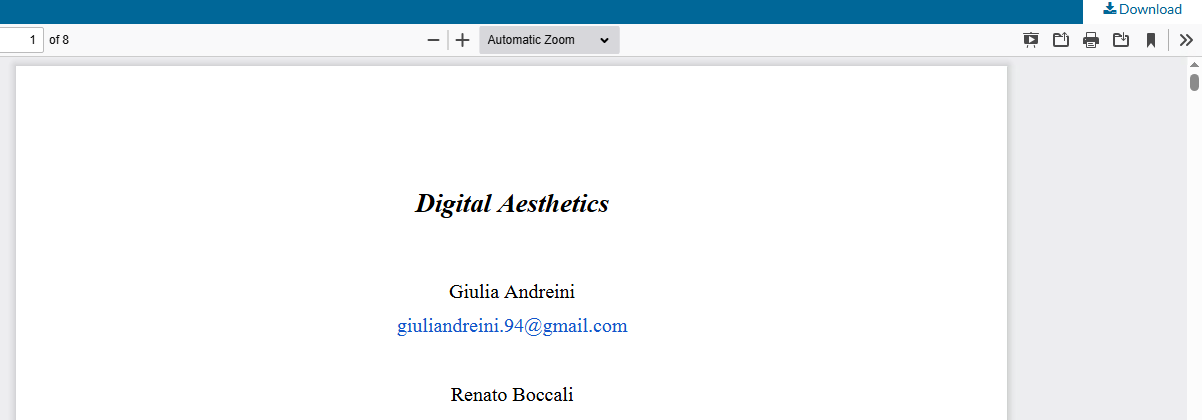 Download
1 of 8 Automatic Zoom
Digital Aesthetics
Giulia Andreini
giuliandreini.94@gmail.com
Renato Boccali